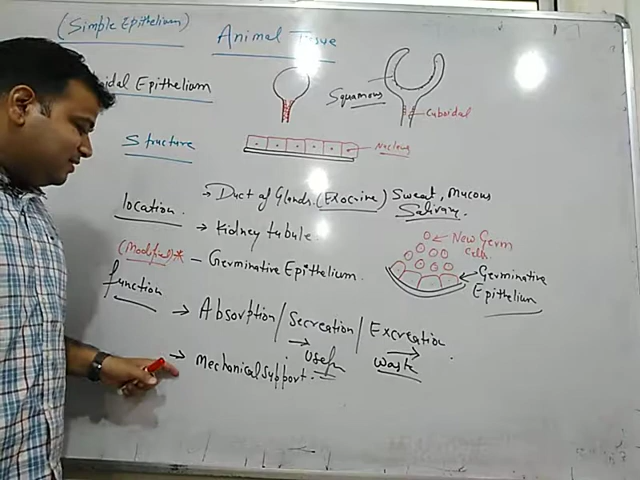 (Simple Epithelium)
Animal Tissue
oidal Epithelium
Squamous
Cuboidal
Structure
Nucleus
location.
→ Duct of Glands (Exocrine) Sweat, Mucous
Salivary.
→ Kidney tubule.
(Modified)* – Germinative Epithelium.
New Germ
Cells.
Germinative
Epithelium
function
→ Absorption/Secreation/Excreation
→ Useful
→ Waste
→ Mechanical support.